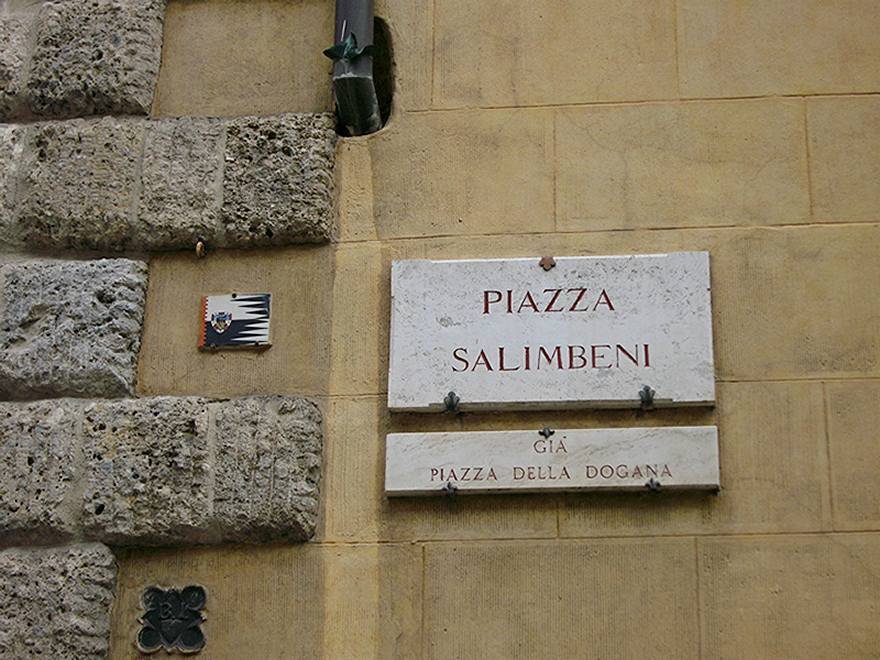 PIAZZA
SALIMBENI
GIÀ
PIAZZA DELLA DOGANA